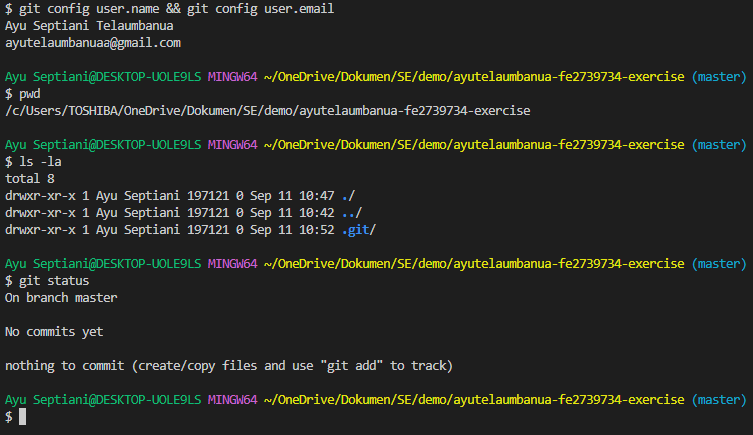 $ git config user.name && git config user.email
Ayu Septiani Telaumbanua
ayutelaumbanuaa@gmail.com
Ayu Septiani@DESKTOP-UOLE9LS MINGW64 ~/OneDrive/Dokumen/SE/demo/ayutelaumbanua-fe2739734-exercise (master)
$ pwd
/c/Users/TOSHIBA/OneDrive/Dokumen/SE/demo/ayutelaumbanua-fe2739734-exercise
Ayu Septiani@DESKTOP-UOLE9LS MINGW64 ~/OneDrive/Dokumen/SE/demo/ayutelaumbanua-fe2739734-exercise (master)
$ ls -la
total 8
drwxr-xr-x 1 Ayu Septiani 197121 0 Sep 11 10:47 ./
drwxr-xr-x 1 Ayu Septiani 197121 0 Sep 11 10:42 ../
drwxr-xr-x 1 Ayu Septiani 197121 0 Sep 11 10:52 .git/
Ayu Septiani@DESKTOP-UOLE9LS MINGW64 ~/OneDrive/Dokumen/SE/demo/ayutelaumbanua-fe2739734-exercise (master)
$ git status
On branch master
No commits yet
nothing to commit (create/copy files and use "git add" to track)
Ayu Septiani@DESKTOP-UOLE9LS MINGW64 ~/OneDrive/Dokumen/SE/demo/ayutelaumbanua-fe2739734-exercise (master)
$